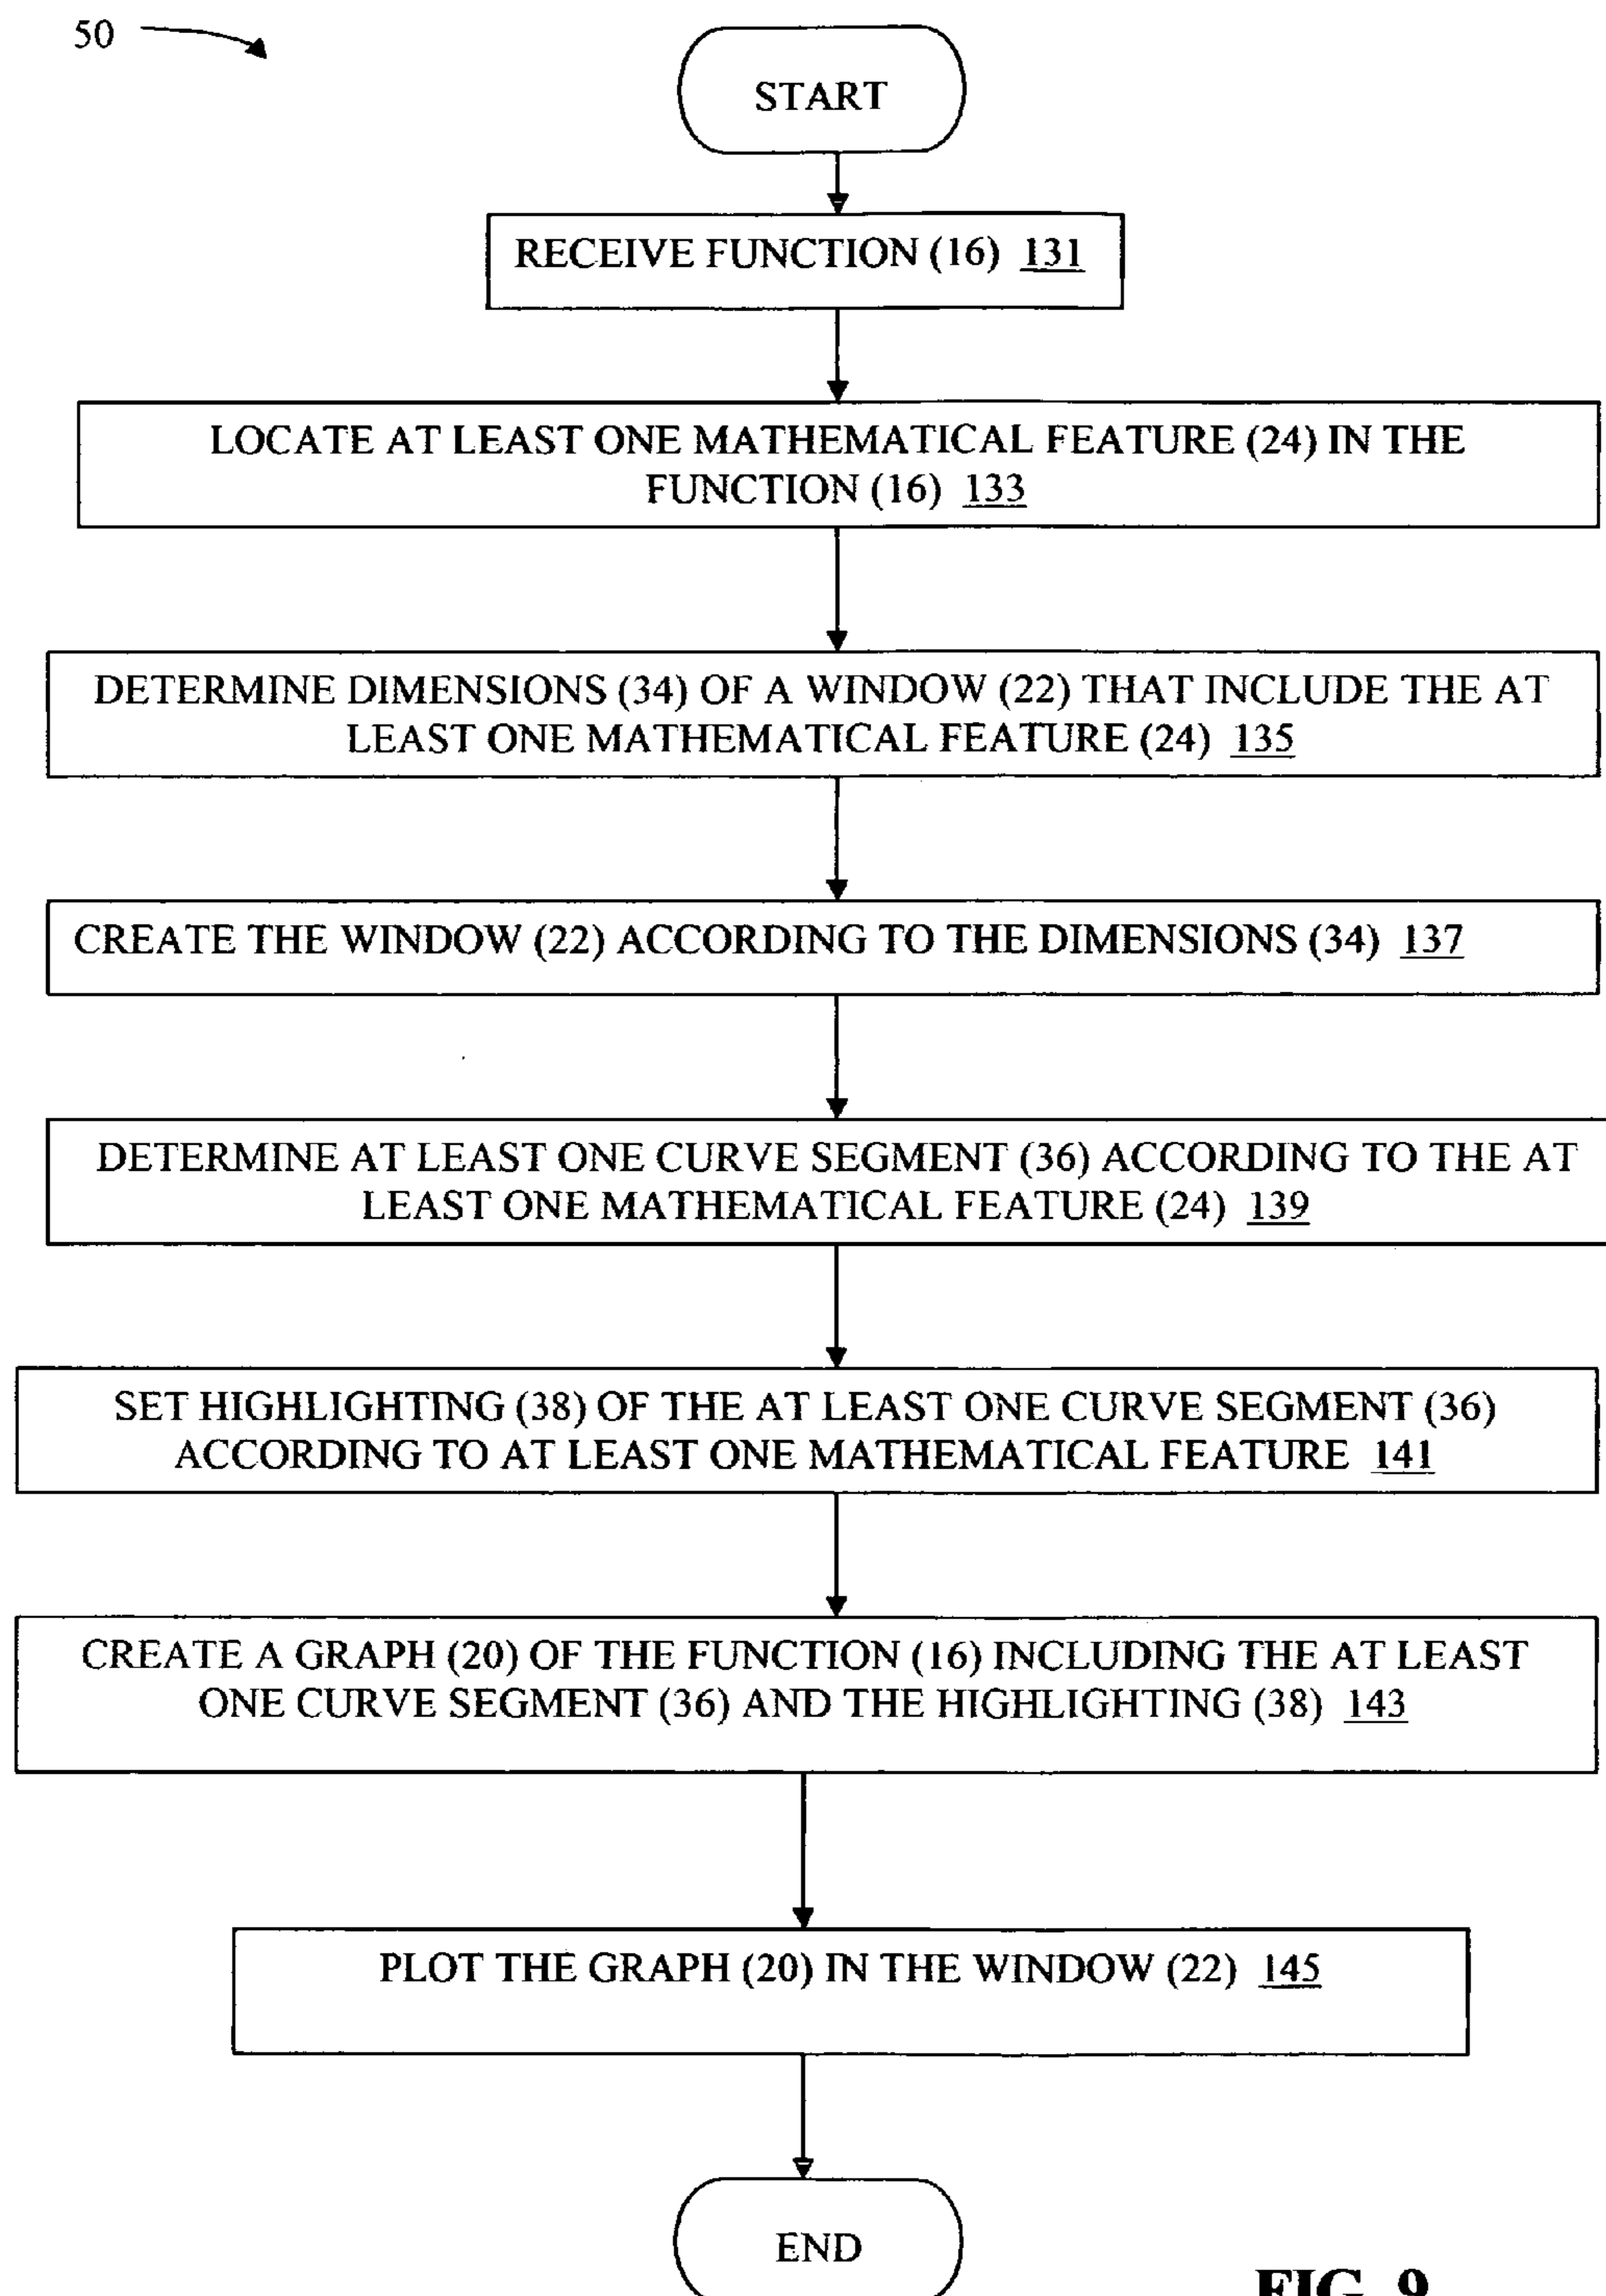 50
START
RECEIVE FUNCTION (16) 131
LOCATE AT LEAST ONE MATHEMATICAL FEATURE (24) IN THE
FUNCTION (16) 133
DETERMINE DIMENSIONS (34) OF A WINDOW (22) THAT INCLUDE THE AT
LEAST ONE MATHEMATICAL FEATURE (24) 135
CREATE THE WINDOW (22) ACCORDING TO THE DIMENSIONS (34) 137
DETERMINE AT LEAST ONE CURVE SEGMENT (36) ACCORDING TO THE AT
LEAST ONE MATHEMATICAL FEATURE (24) 139
SET HIGHLIGHTING (38) OF THE AT LEAST ONE CURVE SEGMENT (36)
ACCORDING TO AT LEAST ONE MATHEMATICAL FEATURE 141
CREATE A GRAPH (20) OF THE FUNCTION (16) INCLUDING THE AT LEAST
ONE CURVE SEGMENT (36) AND THE HIGHLIGHTING (38) 143
PLOT THE GRAPH (20) IN THE WINDOW (22) 145
END
FIG. 9